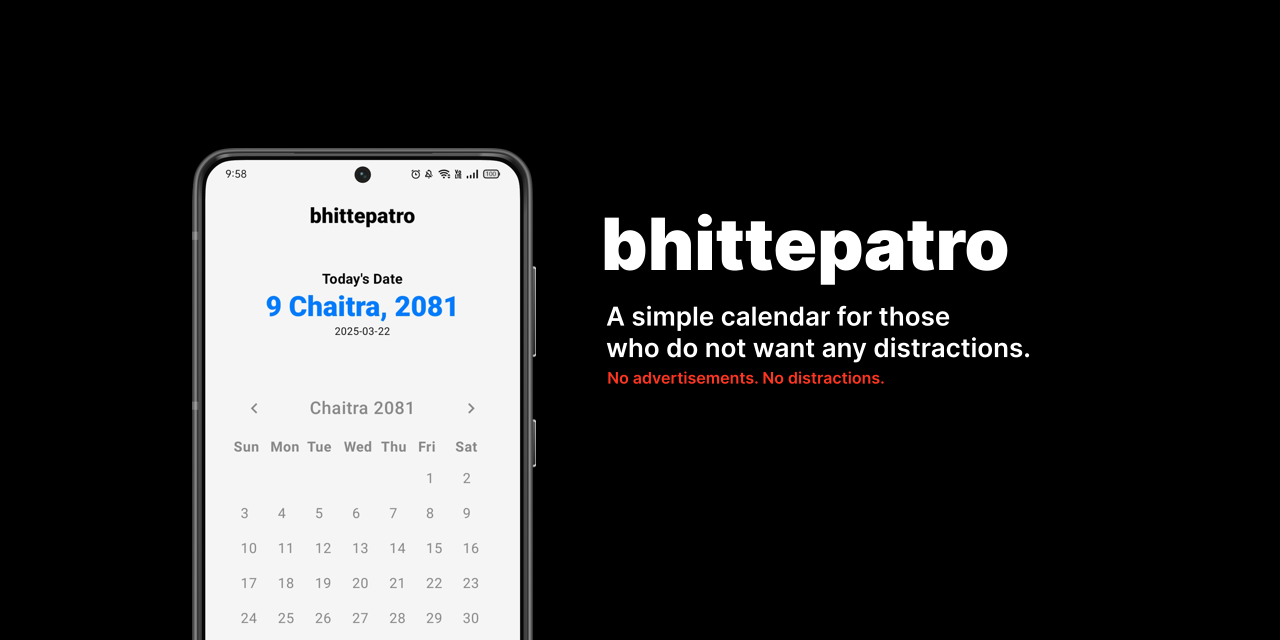 9:58
100
bhittepatro
Today's Date
9 Chaitra, 2081
2025-03-22
Chaitra 2081
Sun Mon Tue Wed Thu Fri Sat
1 2
3 4 5 6 7 8 9
10 11 12 13 14 15 16
17 18 19 20 21 22 23
24 25 26 27 28 29 30
bhittepatro
A simple calendar for those
who do not want any distractions.
No advertisements. No distractions.